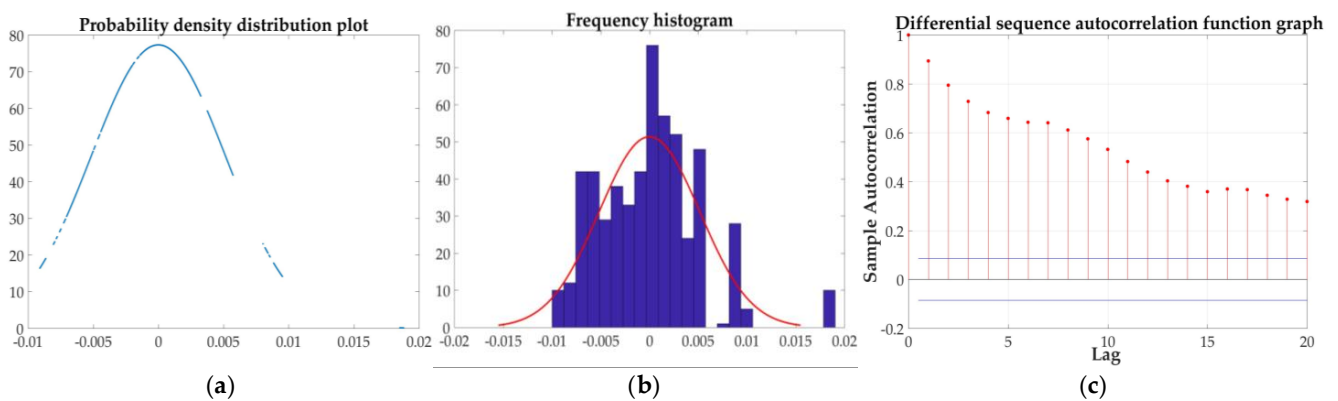 Probability density distribution plot
80
70
60
50
40
30
20
10
0
-0.01 -0.005 0 0.005 0.01 0.015 0.02
(a)
Frequency histogram
80
70
60
50
40
30
20
10
0
-0.02 -0.015 -0.01 -0.005 0 0.005 0.01 0.015 0.02
(b)
Differential sequence autocorrelation function graph
Sample Autocorrelation
1
0.8
0.6
0.4
0.2
0
-0.2
0 5 10 15 20
Lag
(c)